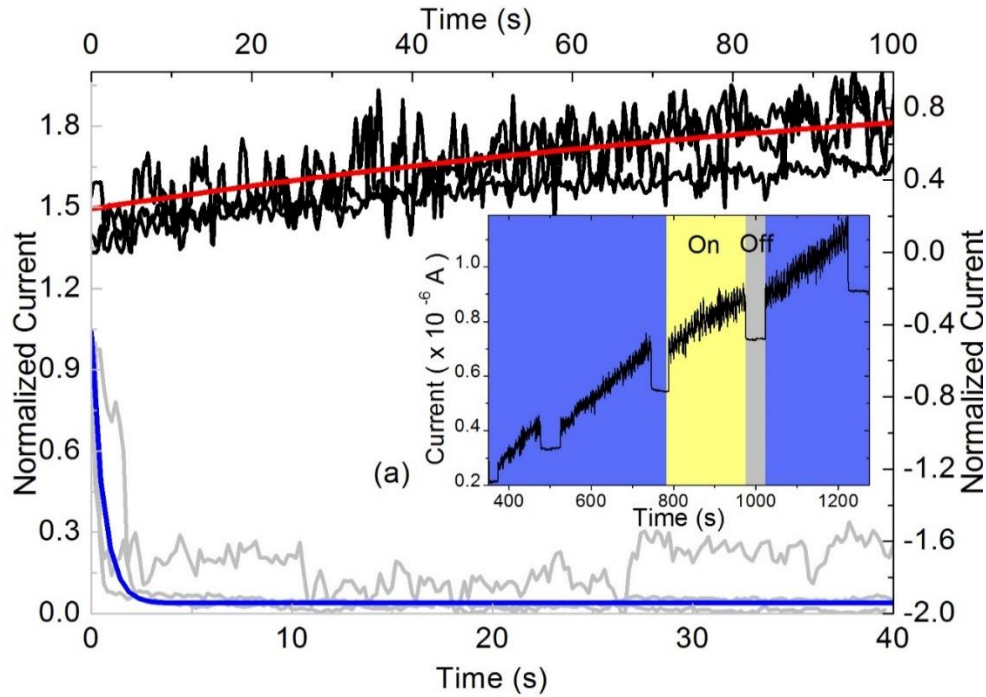 Time (s)
0 20 40 60 80 100
1.8
1.5
1.2
0.9
0.6
0.3
0.0
Normalized Current
0.8
0.4
0.0
-0.4
-0.8
-1.2
-1.6
-2.0
Normalized Current
On Off
1.0
0.8
0.6
0.4
0.2
Current ( x 10⁻⁶ A )
400 600 800 1000 1200
Time (s)
(a)
0 10 20 30 40
Time (s)